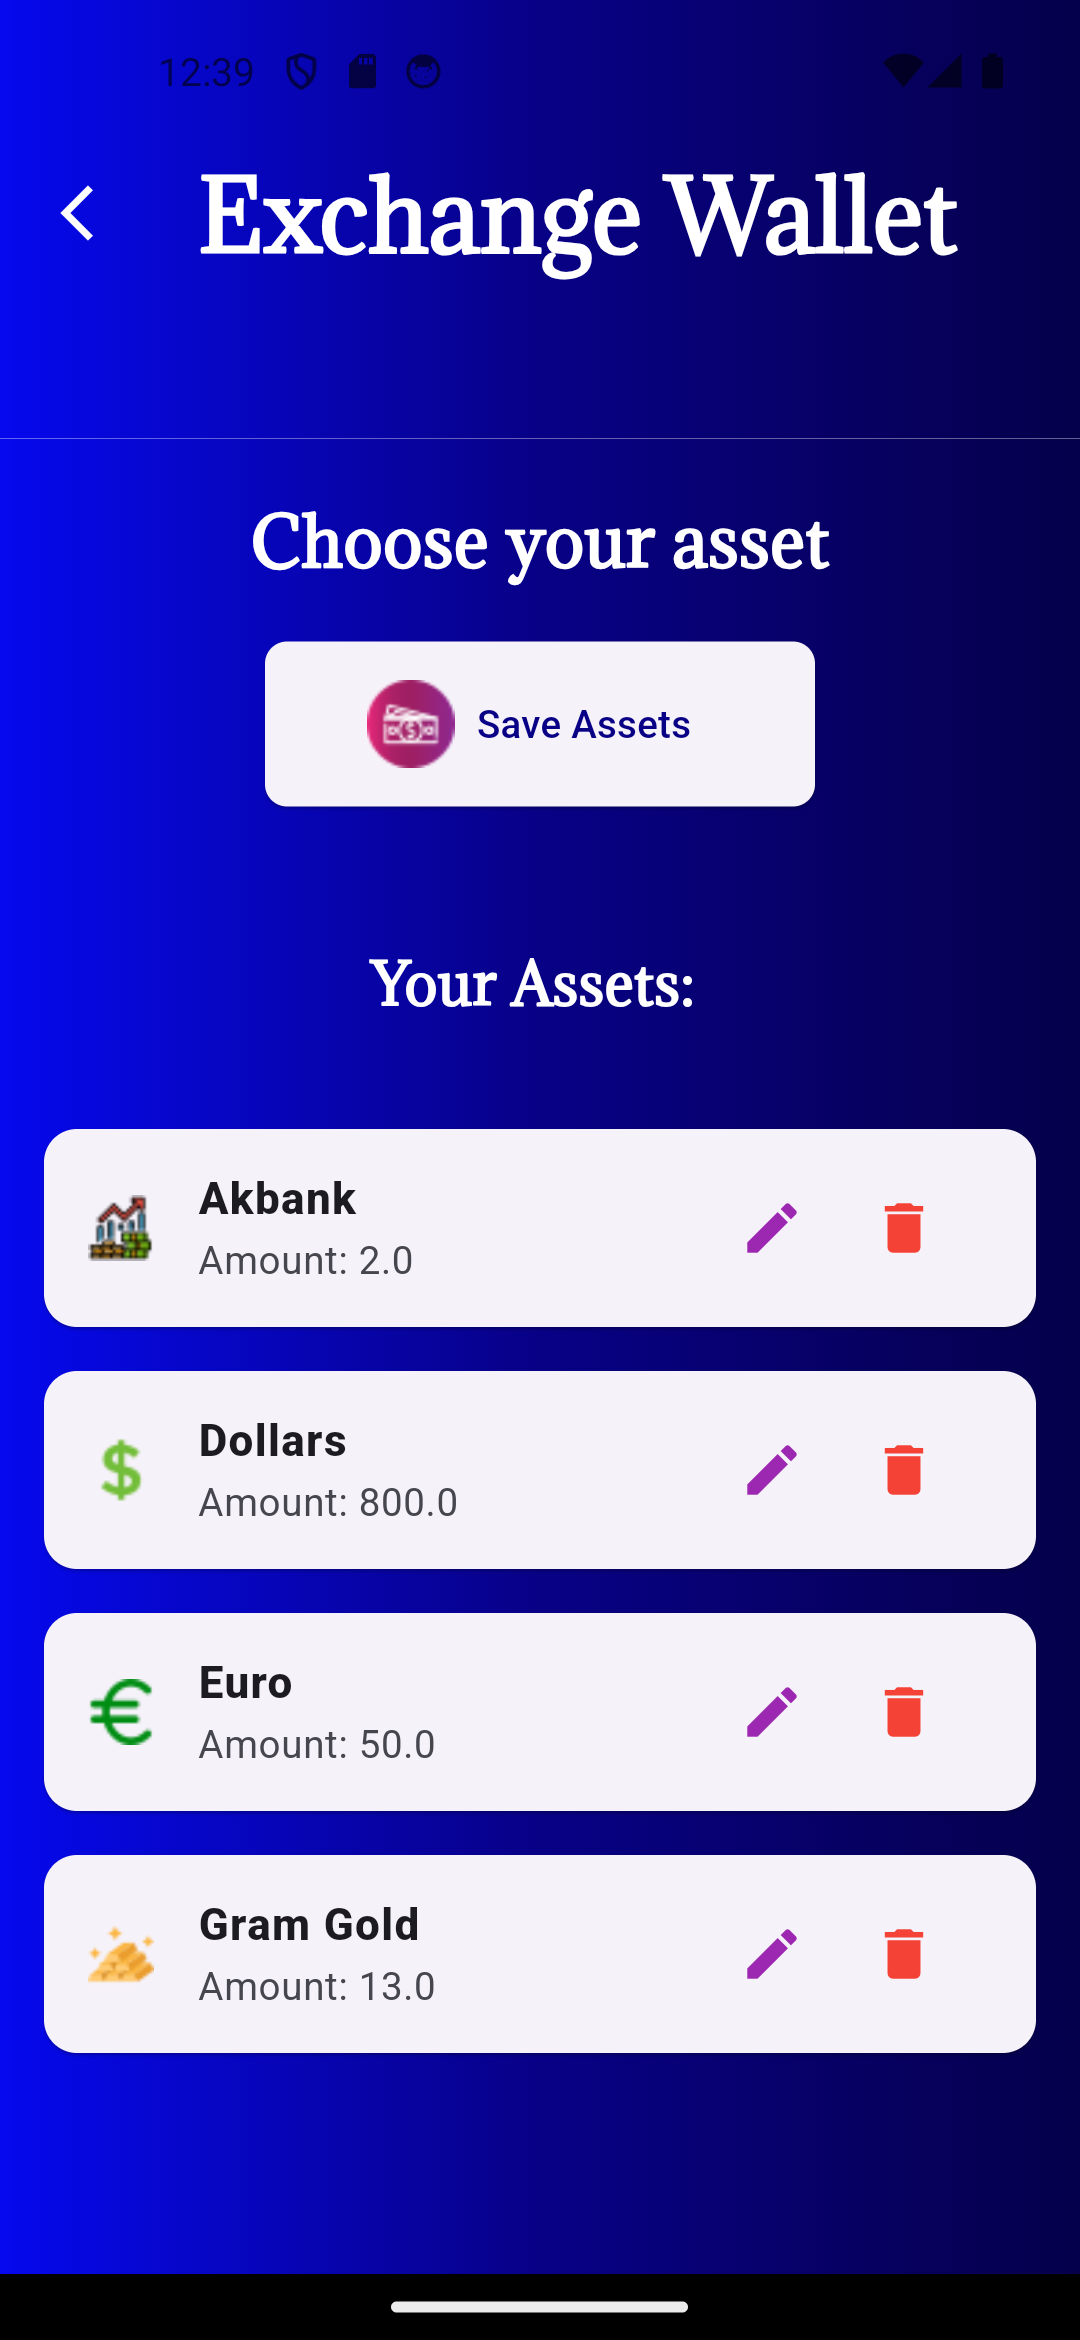 12:39
Exchange Wallet
Choose your asset
Save Assets
Your Assets:
Akbank
Amount: 2.0
Dollars
Amount: 800.0
Euro
Amount: 50.0
Gram Gold
Amount: 13.0